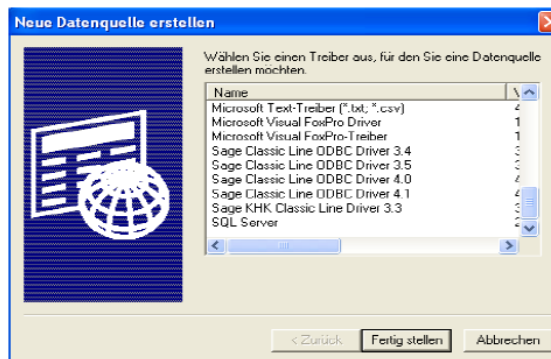 Neue Datenquelle erstellen
Wählen Sie einen Treiber aus, für den Sie eine Datenquelle
erstellen möchten.
Name
Microsoft Text-Treiber (*.txt; *.csv)
Microsoft Visual FoxPro Driver
Microsoft Visual FoxPro-Treiber
Sage Classic Line ODBC Driver 3.4
Sage Classic Line ODBC Driver 3.5
Sage Classic Line ODBC Driver 4.0
Sage Classic Line ODBC Driver 4.1
Sage KHK Classic Line Driver 3.3
SQL Server
< Zurück Fertig stellen Abbrechen